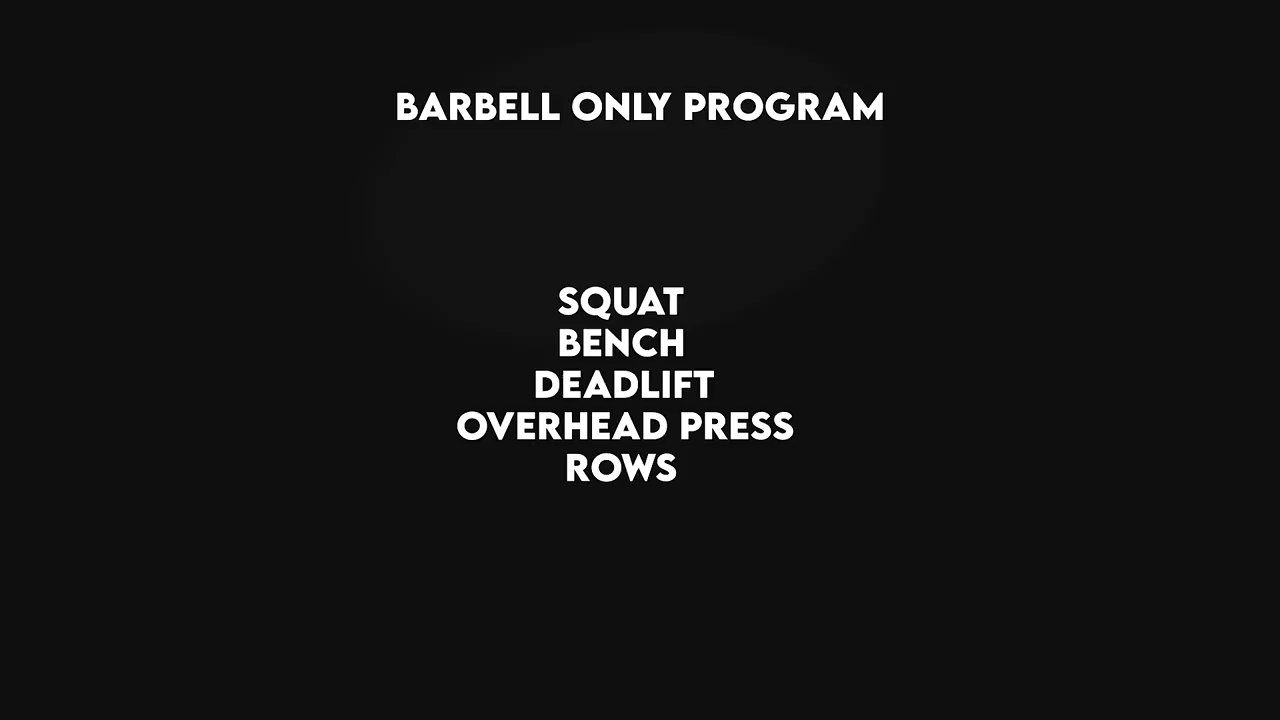 BARBELL ONLY PROGRAM
SQUAT
BENCH
DEADLIFT
OVERHEAD PRESS
ROWS